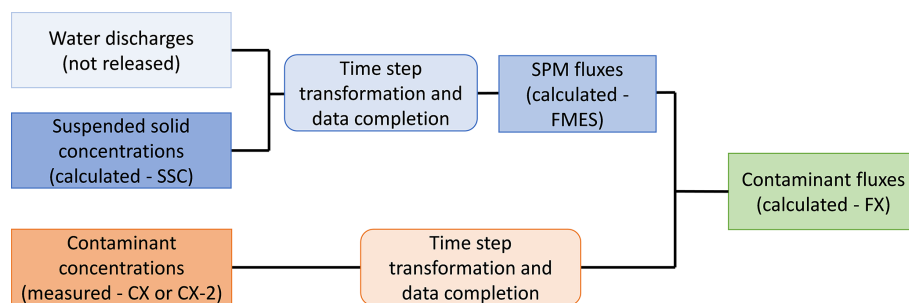 Water discharges
(not released)
Time step
transformation and
data completion
SPM fluxes
(calculated -
FMES)
Suspended solid
concentrations
(calculated - SSC)
Contaminant fluxes
(calculated - FX)
Contaminant
concentrations
(measured - CX or CX-2)
Time step
transformation and
data completion